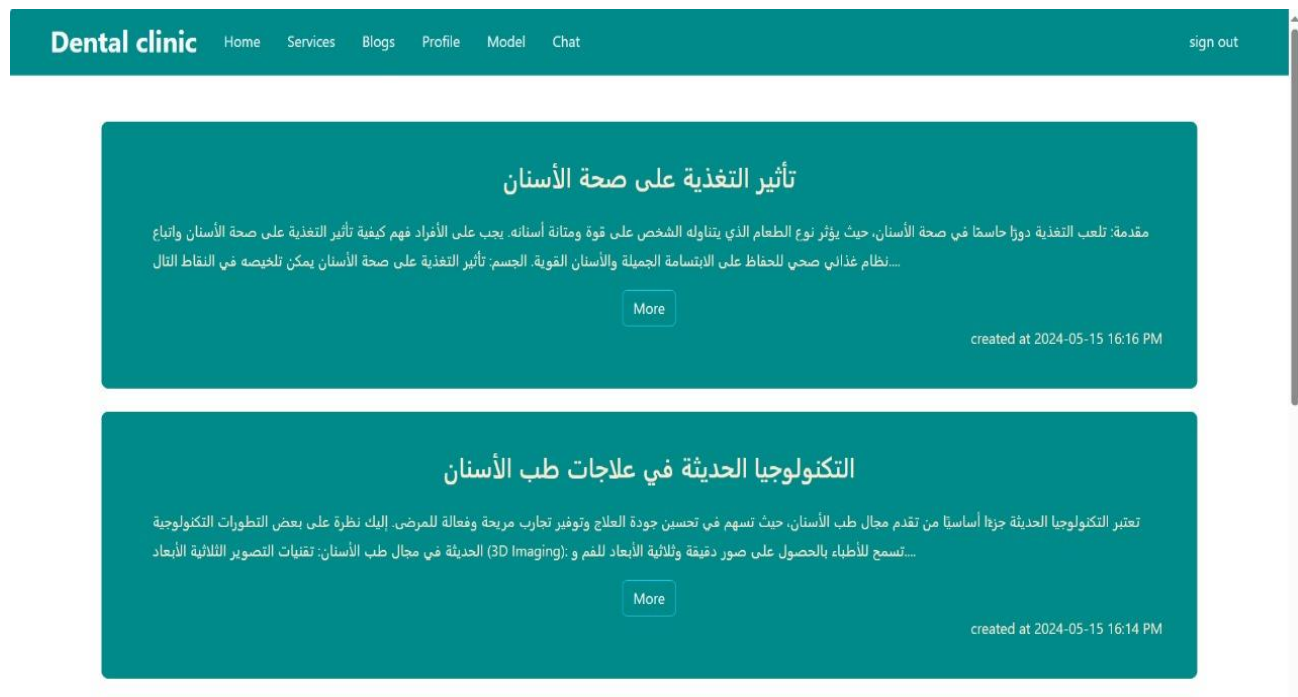 Dental clinic Home Services Blogs Profile Model Chat sign out
تأثير التغذية على صحة الأسنان
مقدمة: تلعب التغذية دورًا حاسمًا في صحة الأسنان، حيث يؤثر نوع الطعام الذي يتناوله الشخص على قوة ومتانة أسنانه. يجب على الأفراد فهم كيفية تأثير التغذية على صحة الأسنان واتباع
....نظام غذائي صحي للحفاظ على الابتسامة الجميلة والأسنان القوية. الجسم: تأثير التغذية على صحة الأسنان يمكن تلخيصه في النقاط التال
More
created at 2024-05-15 16:16 PM
التكنولوجيا الحديثة في علاجات طب الأسنان
تعتبر التكنولوجيا الحديثة جزءًا أساسيًا من تقدم مجال طب الأسنان، حيث تسهم في تحسين جودة العلاج وتوفير تجارب مريحة وفعالة للمرضى. إليك نظرة على بعض التطورات التكنولوجية
....تسمح للأطباء بالحصول على صور دقيقة وثلاثية الأبعاد للفم و :(3D Imaging) الحديثة في مجال طب الأسنان: تقنيات التصوير الثلاثية الأبعاد
More
created at 2024-05-15 16:14 PM